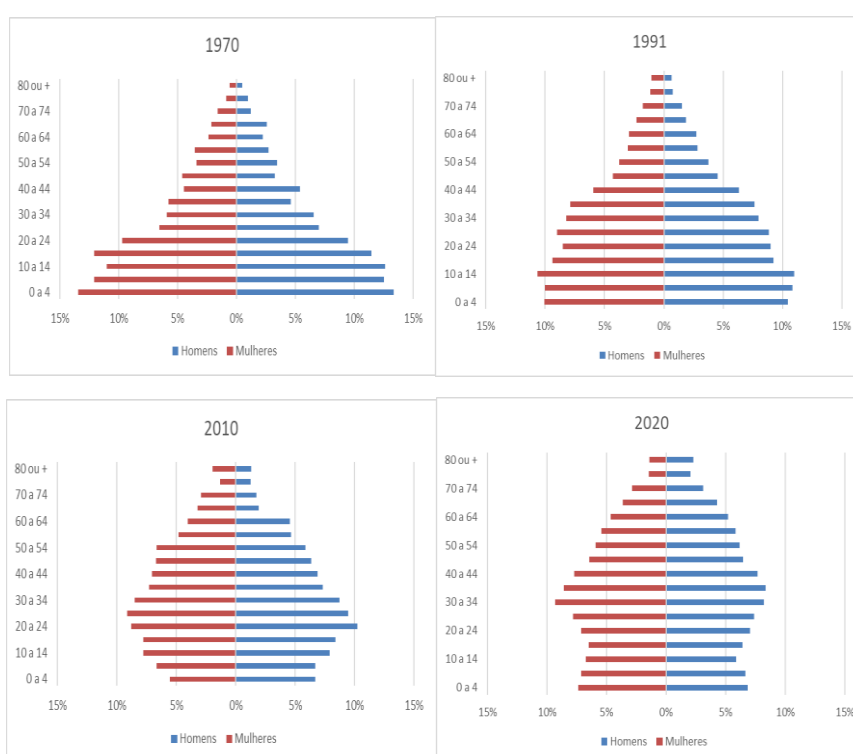 1970
80 ou +
70 a 74
60 a 64
50 a 54
40 a 44
30 a 34
20 a 24
10 a 14
0 a 4
15% 10% 5% 0% 5% 10% 15%
Homens Mulheres
1991
80 ou +
70 a 74
60 a 64
50 a 54
40 a 44
30 a 34
20 a 24
10 a 14
0 a 4
15% 10% 5% 0% 5% 10% 15%
Homens Mulheres
2010
80 ou +
70 a 74
60 a 64
50 a 54
40 a 44
30 a 34
20 a 24
10 a 14
0 a 4
15% 10% 5% 0% 5% 10% 15%
Homens Mulheres
2020
80 ou +
70 a 74
60 a 64
50 a 54
40 a 44
30 a 34
20 a 24
10 a 14
0 a 4
15% 10% 5% 0% 5% 10% 15%
Homens Mulheres